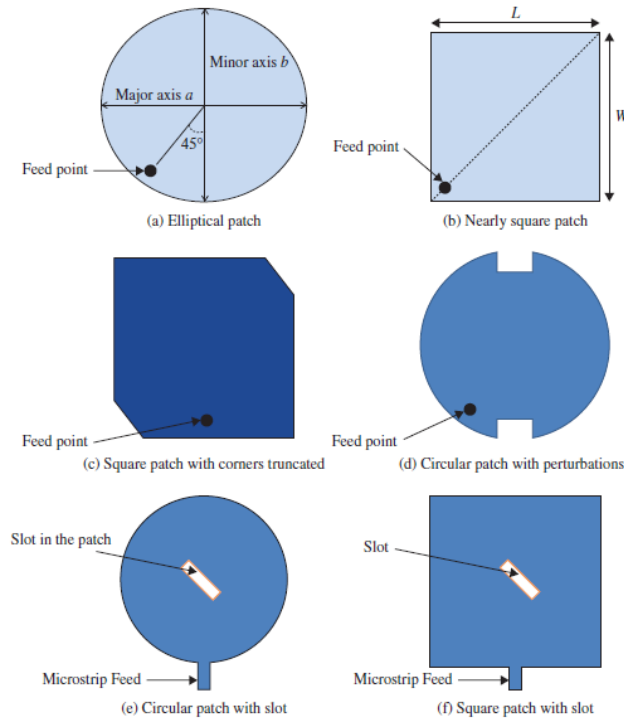 Minor axis b
Major axis a
45°
Feed point
(a) Elliptical patch
L
W
Feed point
(b) Nearly square patch
Feed point
(c) Square patch with corners truncated
Feed point
(d) Circular patch with perturbations
Slot in the patch
Microstrip Feed
(e) Circular patch with slot
Slot
Microstrip Feed
(f) Square patch with slot